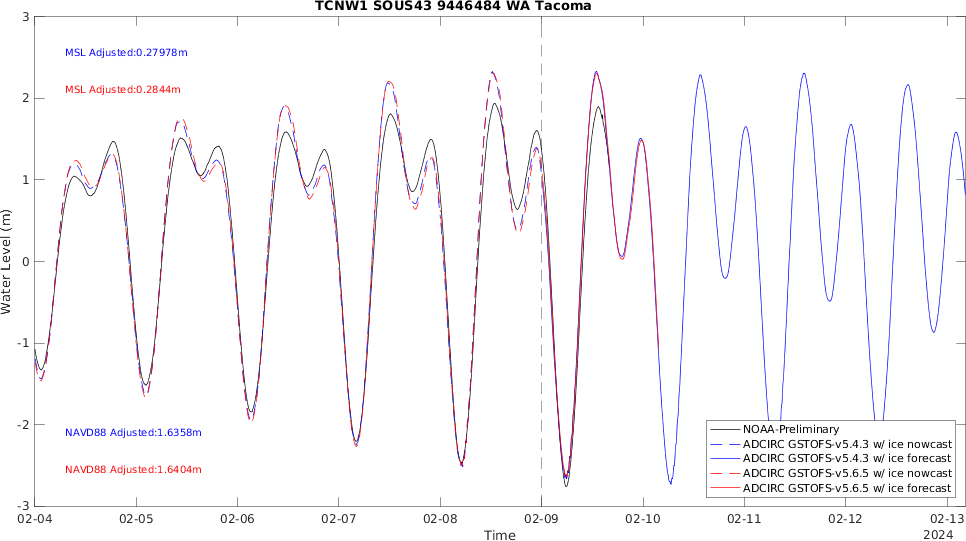 TCNW1 SOUS43 9446484 WA Tacoma
MSL Adjusted:0.27978m
MSL Adjusted:0.2844m
NAVD88 Adjusted:1.6358m
NAVD88 Adjusted:1.6404m
Water Level (m)
3
2
1
0
-1
-2
-3
NOAA-Preliminary
ADCIRC GSTOFS-v5.4.3 w/ ice nowcast
ADCIRC GSTOFS-v5.4.3 w/ ice forecast
ADCIRC GSTOFS-v5.6.5 w/ ice nowcast
ADCIRC GSTOFS-v5.6.5 w/ ice forecast
02-04 02-05 02-06 02-07 02-08 02-09 02-10 02-11 02-12 02-13
Time
2024